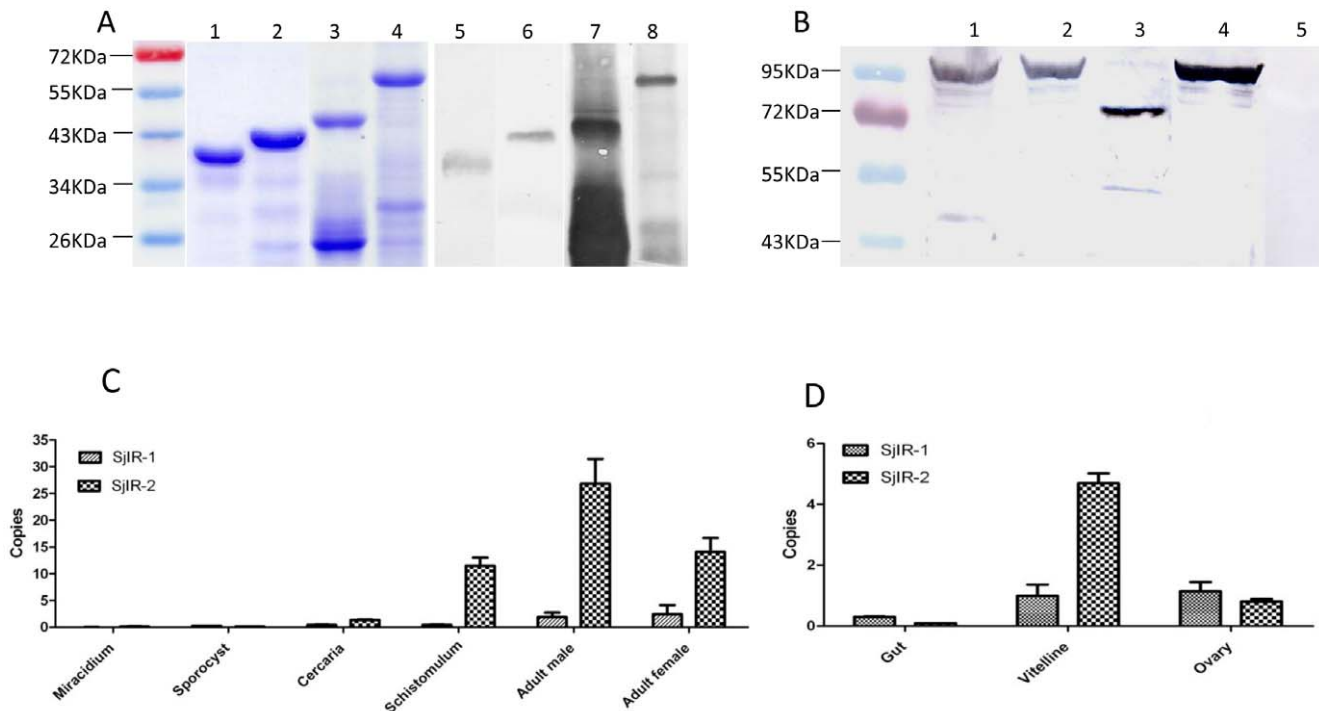 A
1 2 3 4 5 6 7 8
72KDa
55KDa
43KDa
34KDa
26KDa
B
1 2 3 4 5
95KDa
72KDa
55KDa
43KDa
C
35
30
25
20
15
10
5
0
Copies
SjIR-1
SjIR-2
Miracidium
Sporocyst
Cercaria
Schistomulum
Adult male
Adult female
D
6
4
2
0
Copies
SjIR-1
SjIR-2
Gut
Vitelline
Ovary